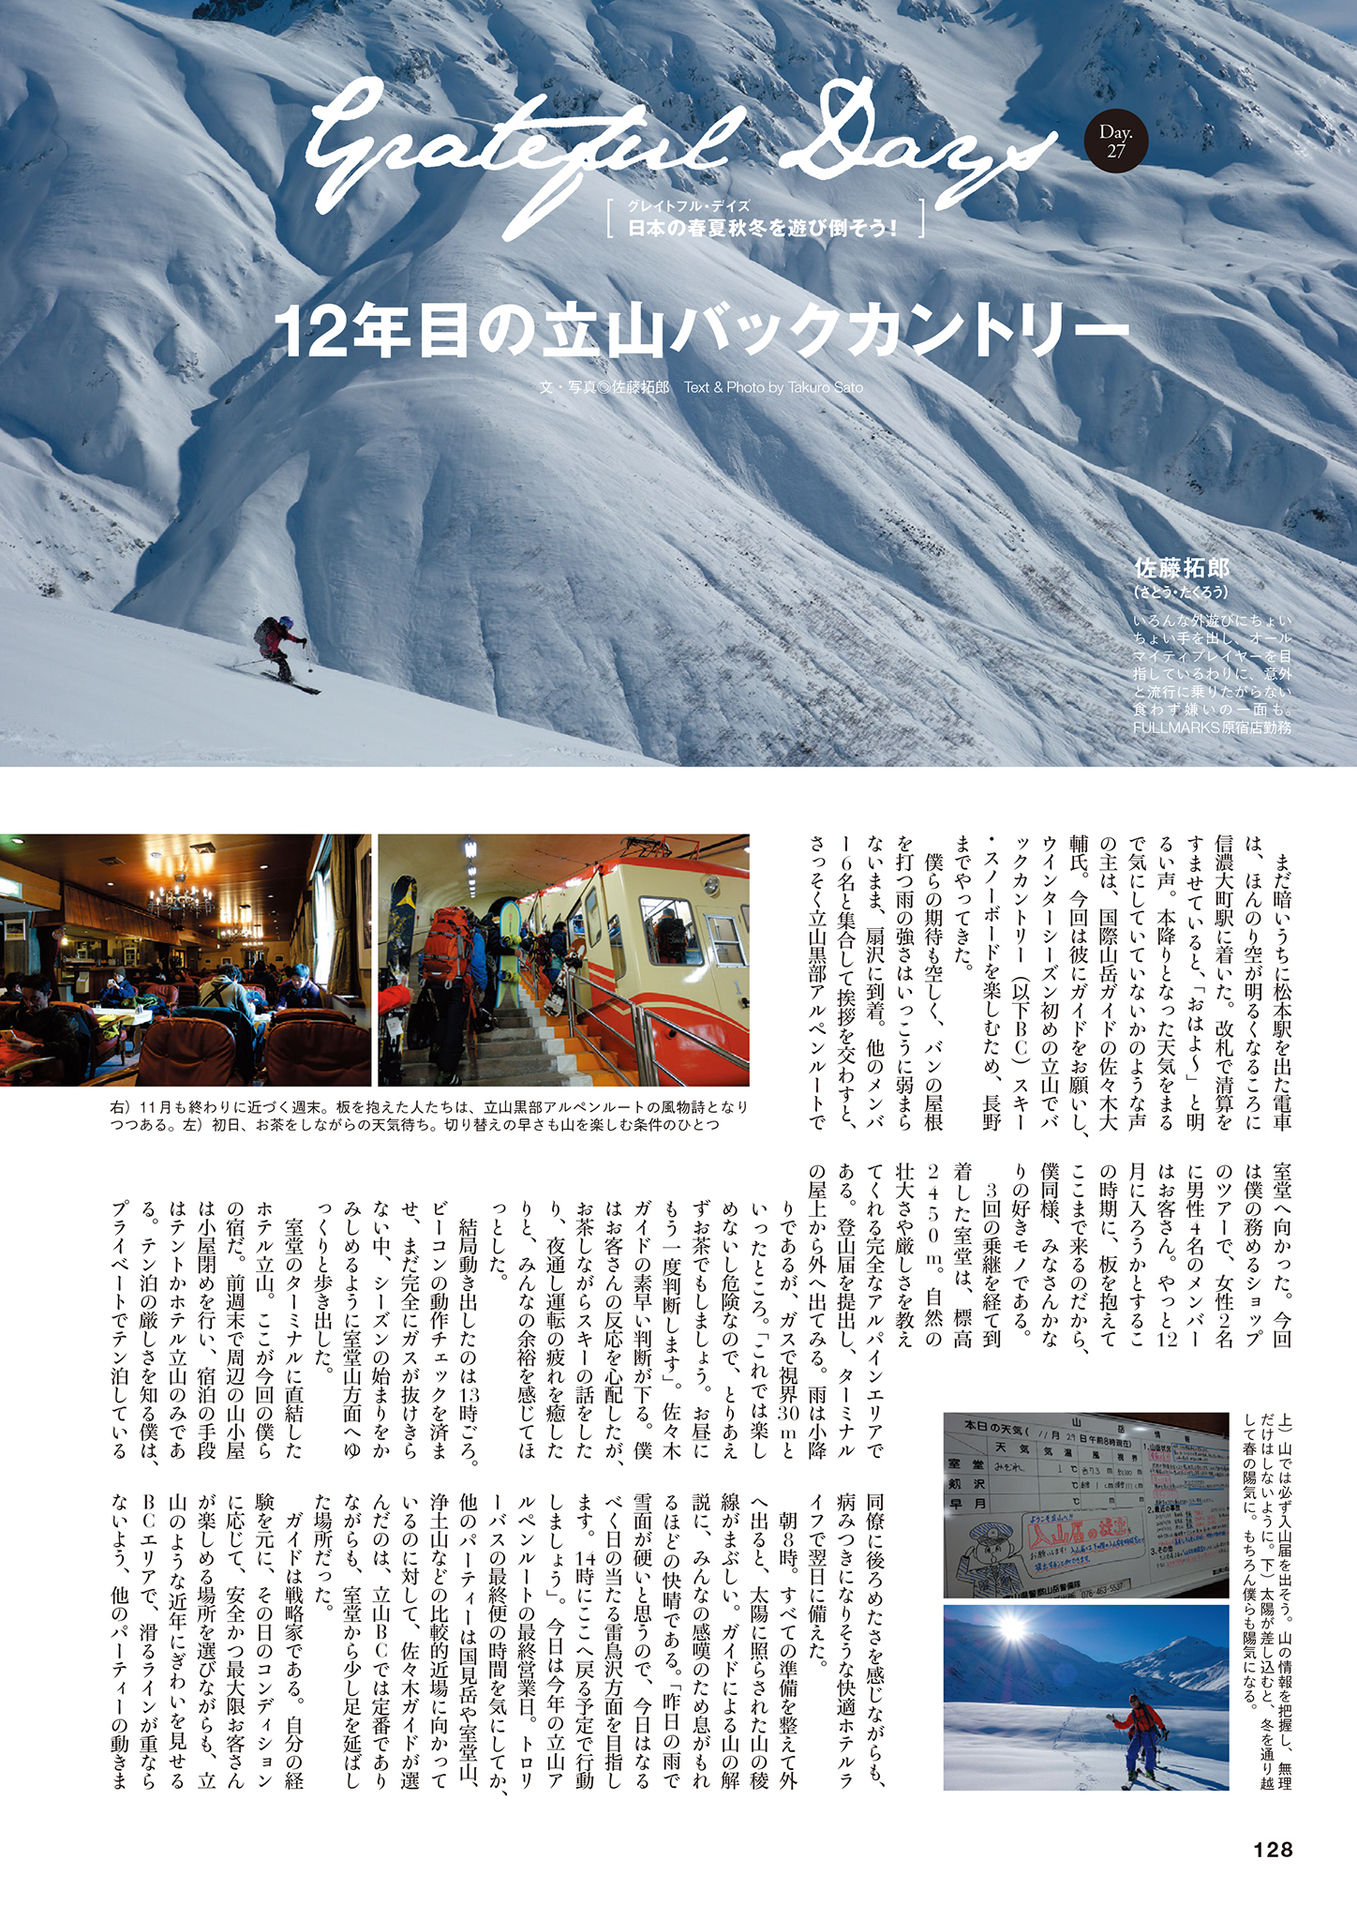 Grateful Days
Day.
27
グレイトフル・デイズ
日本の春夏秋冬を遊び倒そう！
12年目の立山バックカントリー
文・写真◎佐藤拓郎　Text & Photo by Takuro Sato
佐藤拓郎
（さとう・たくろう）
いろんな外遊びにちょい
ちょい手を出し、オール
マイティプレイヤーを目
指しているわりに、意外
と流行に乗りたがらない
食わず嫌いの一面も。
FULLMARKS原宿店勤務
　まだ暗いうちに松本駅を出た電車
は、ほんのり空が明るくなるころに
信濃大町駅に着いた。改札で清算を
すませていると、「おはよ〜」と明
るい声。本降りとなった天気をまる
で気にしていていないかのような声
の主は、国際山岳ガイドの佐々木大
輔氏。今回は彼にガイドをお願いし、
ウインターシーズン初めの立山でバ
ックカントリー（以下BC）スキー
・スノーボードを楽しむため、長野
までやってきた。
　僕らの期待も空しく、バンの屋根
を打つ雨の強さはいっこうに弱まら
ないまま、扇沢に到着。他のメンバ
ー6名と集合して挨拶を交わすと、
さっそく立山黒部アルペンルートで
室堂へ向かった。今回
は僕の務めるショップ
のツアーで、女性2名
に男性4名のメンバー
はお客さん。やっと12
月に入ろうかとするこ
の時期に、板を抱えて
ここまで来るのだから、
僕同様、みなさんかな
りの好きモノである。
　3回の乗継を経て到
着した室堂は、標高
2450m。自然の
壮大さや厳しさを教え
てくれる完全なアルパインエリアで
ある。登山届を提出し、ターミナル
の屋上から外へ出てみる。雨は小降
りであるが、ガスで視界30mと
いったところ。「これでは楽し
めないし危険なので、とりあえ
ずお茶でもしましょう。お昼に
もう一度判断します」。佐々木
ガイドの素早い判断が下る。僕
はお客さんの反応を心配したが、
お茶しながらスキーの話をした
り、夜通し運転の疲れを癒した
りと、みんなの余裕を感じてほ
っとした。
　結局動き出したのは13時ごろ。
ビーコンの動作チェックを済ま
せ、まだ完全にガスが抜けきら
ない中、シーズンの始まりをか
みしめるように室堂山方面へゆ
っくりと歩き出した。
　室堂のターミナルに直結した
ホテル立山。ここが今回の僕ら
の宿だ。前週末で周辺の山小屋
は小屋閉めを行い、宿泊の手段
はテントかホテル立山のみであ
る。テン泊の厳しさを知る僕は、
プライベートでテン泊している
同僚に後ろめたさを感じながらも、
病みつきになりそうな快適ホテルラ
イフで翌日に備えた。
　朝8時。すべての準備を整えて外
へ出ると、太陽に照らされた山の稜
線がまぶしい。ガイドによる山の解
説に、みんなの感嘆のため息がもれ
るほどの快晴である。「昨日の雨で
雪面が硬いと思うので、今日はなる
べく日の当たる雷鳥沢方面を目指し
ます。14時にここへ戻る予定で行動
しましょう」。今日は今年の立山ア
ルペンルートの最終営業日。トロリ
ーバスの最終便の時間を気にしてか、
他のパーティーは国見岳や室堂山、
浄土山などの比較的近場に向かって
いるのに対して、佐々木ガイドが選
んだのは、立山BCでは定番であり
ながらも、室堂から少し足を延ばし
た場所だった。
　ガイドは戦略家である。自分の経
験を元に、その日のコンディション
に応じて、安全かつ最大限お客さん
が楽しめる場所を選びながらも、立
山のような近年にぎわいを見せる
BCエリアで、滑るラインが重なら
ないよう、他のパーティーの動きま
右）11月も終わりに近づく週末。板を抱えた人たちは、立山黒部アルペンルートの風物詩となり
つつある。左）初日、お茶をしながらの天気待ち。切り替えの早さも山を楽しむ条件のひとつ
上）山では必ず入山届を出そう。山の情報を把握し、無理
だけはしないように。下）太陽が差し込むと、冬を通り越
して春の陽気に。もちろん僕らも陽気になる。
山岳情報
本日の天気（11月29日午前8時現在）
天気 気温 風 視界
室堂 みぞれ 1℃
剱沢
早月
1.山岳状況
2.最近の事故
3.その他
入山届の提出
076-463-5537
128